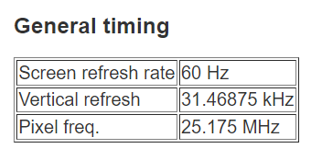 General timing
Screen refresh rate 60 Hz
Vertical refresh 31.46875 kHz
Pixel freq. 25.175 MHz